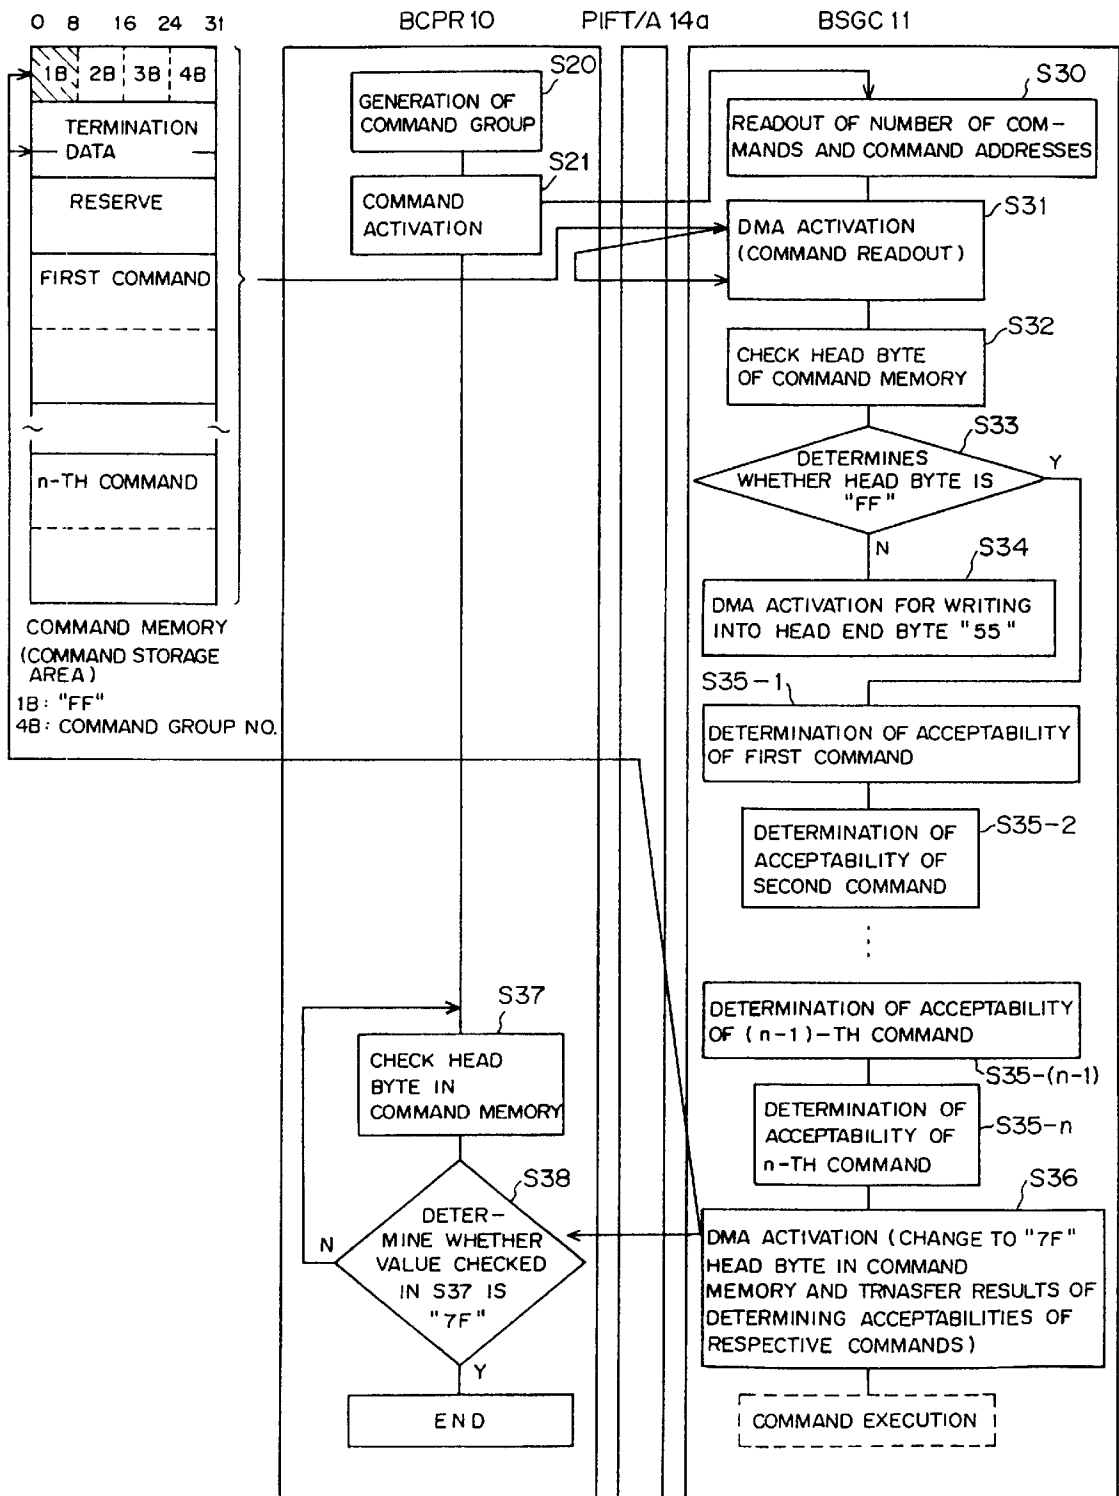 0 8 16 24 31
BCPR 10
PIFT/A 14a
BSGC 11
1B 2B 3B 4B
TERMINATION
DATA
RESERVE
FIRST COMMAND
n-TH COMMAND
COMMAND MEMORY
(COMMAND STORAGE
AREA)
1B: "FF"
4B: COMMAND GROUP NO.
S20
GENERATION OF
COMMAND GROUP
S21
COMMAND
ACTIVATION
S30
READOUT OF NUMBER OF COM-
MANDS AND COMMAND ADDRESSES
S31
DMA ACTIVATION
(COMMAND READOUT)
S32
CHECK HEAD BYTE
OF COMMAND MEMORY
S33
DETERMINES
WHETHER HEAD BYTE IS
"FF"
Y
N
S34
DMA ACTIVATION FOR WRITING
INTO HEAD END BYTE "55"
S35-1
DETERMINATION OF ACCEPTABILITY
OF FIRST COMMAND
S35-2
DETERMINATION OF
ACCEPTABILITY OF
SECOND COMMAND
DETERMINATION OF ACCEPTABILITY
OF (n-1)-TH COMMAND
S35-(n-1)
DETERMINATION OF
ACCEPTABILITY OF
n-TH COMMAND
S35-n
S36
DMA ACTIVATION (CHANGE TO "7F"
HEAD BYTE IN COMMAND
MEMORY AND TRNASFER RESULTS OF
DETERMINING ACCEPTABILITIES OF
RESPECTIVE COMMANDS)
COMMAND EXECUTION
S37
CHECK HEAD
BYTE IN
COMMAND MEMORY
S38
DETER-
MINE WHETHER
VALUE CHECKED
IN S37 IS
"7F"
N
Y
END